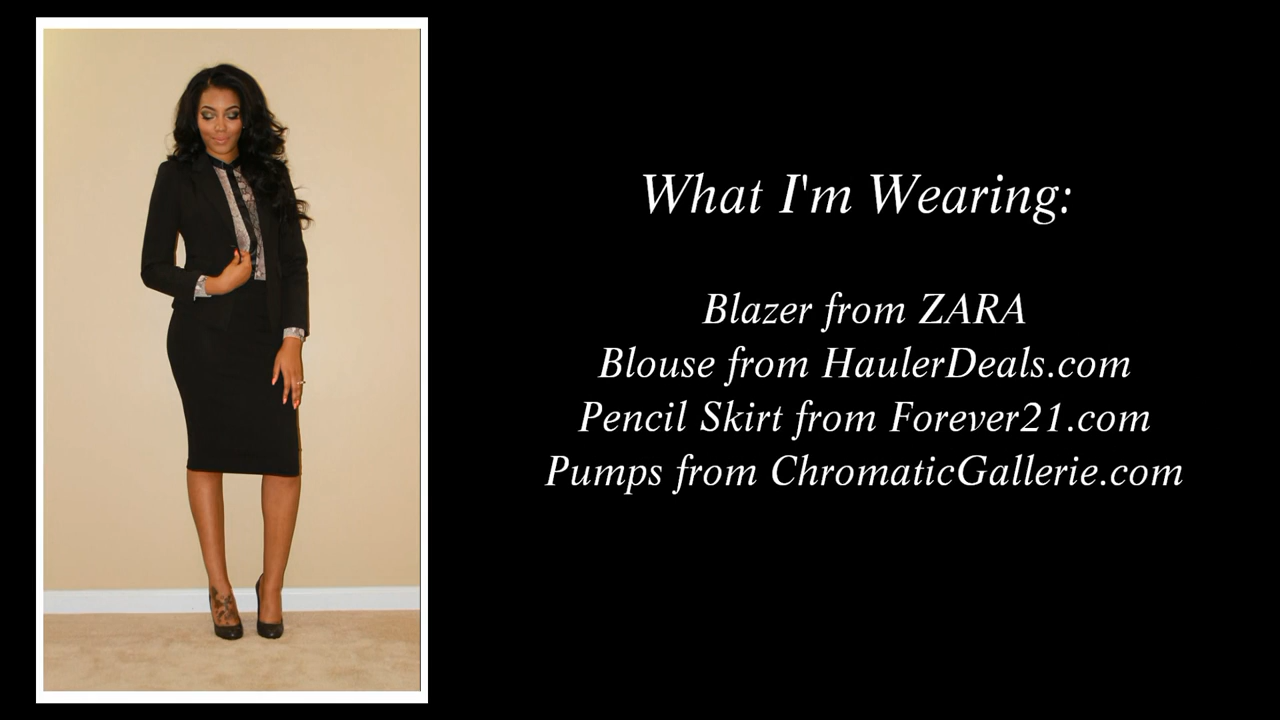 What I'm Wearing:
Blazer from ZARA
Blouse from HaulerDeals.com
Pencil Skirt from Forever21.com
Pumps from ChromaticGallerie.com